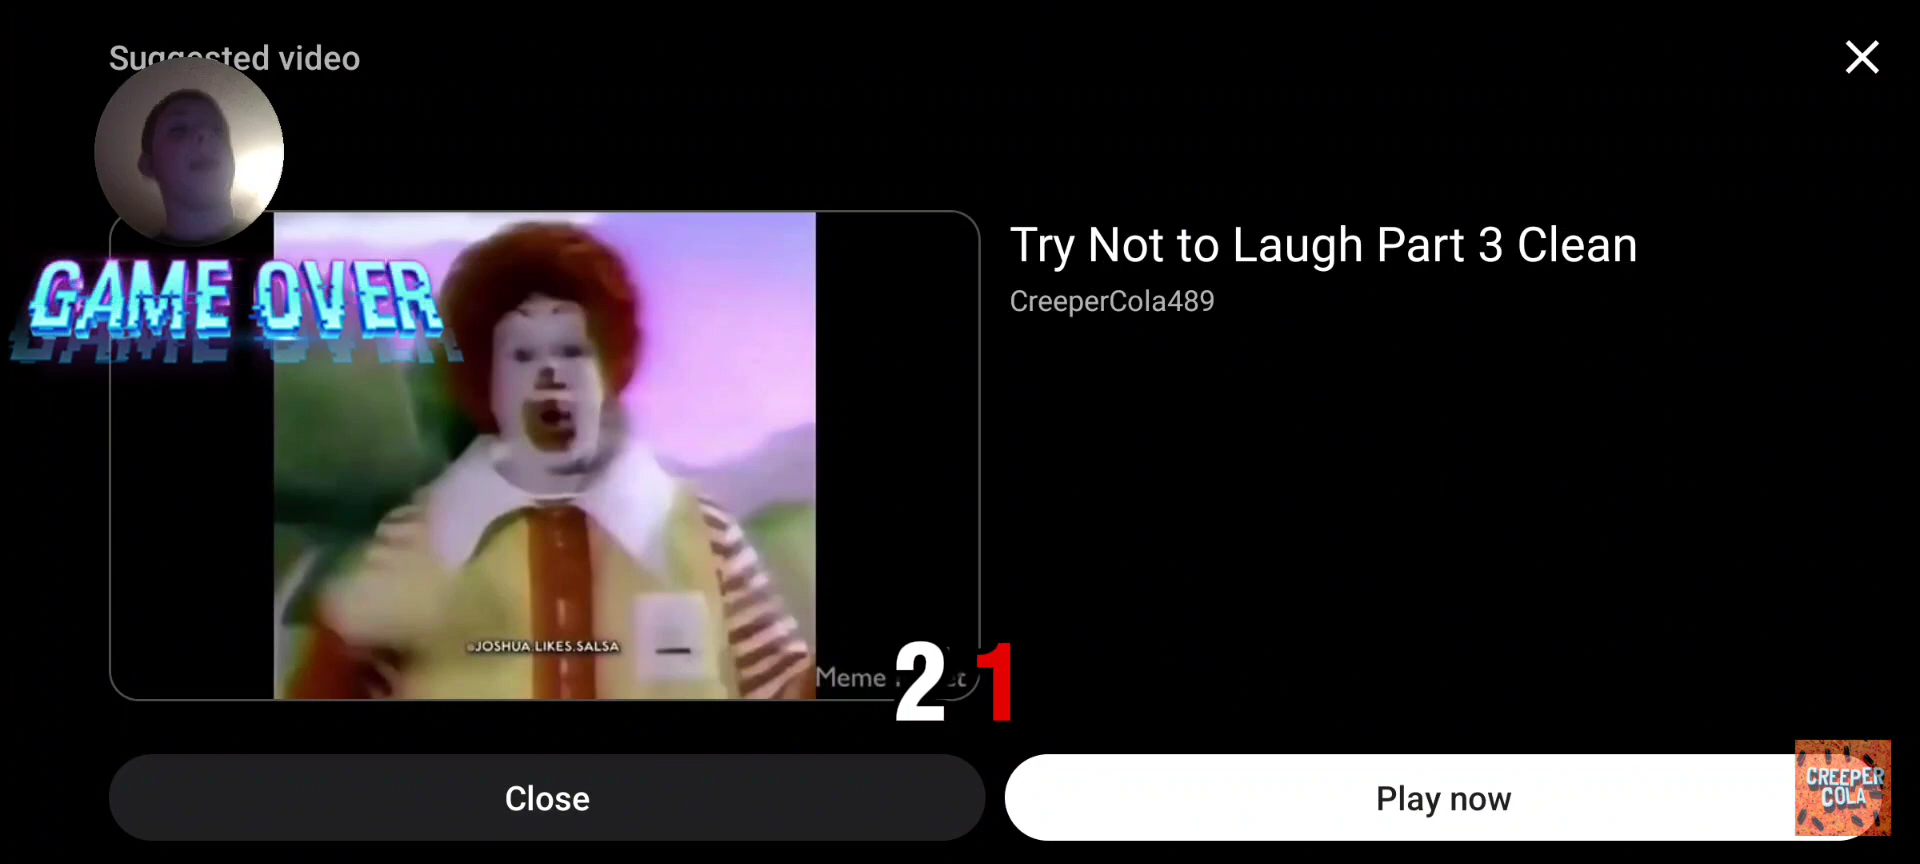 Suggested video
GAME OVER
Try Not to Laugh Part 3 Clean
CreeperCola489
@JOSHUA.LIKES.SALSA
Meme
2 1
Close
Play now
CREEPER
COLA